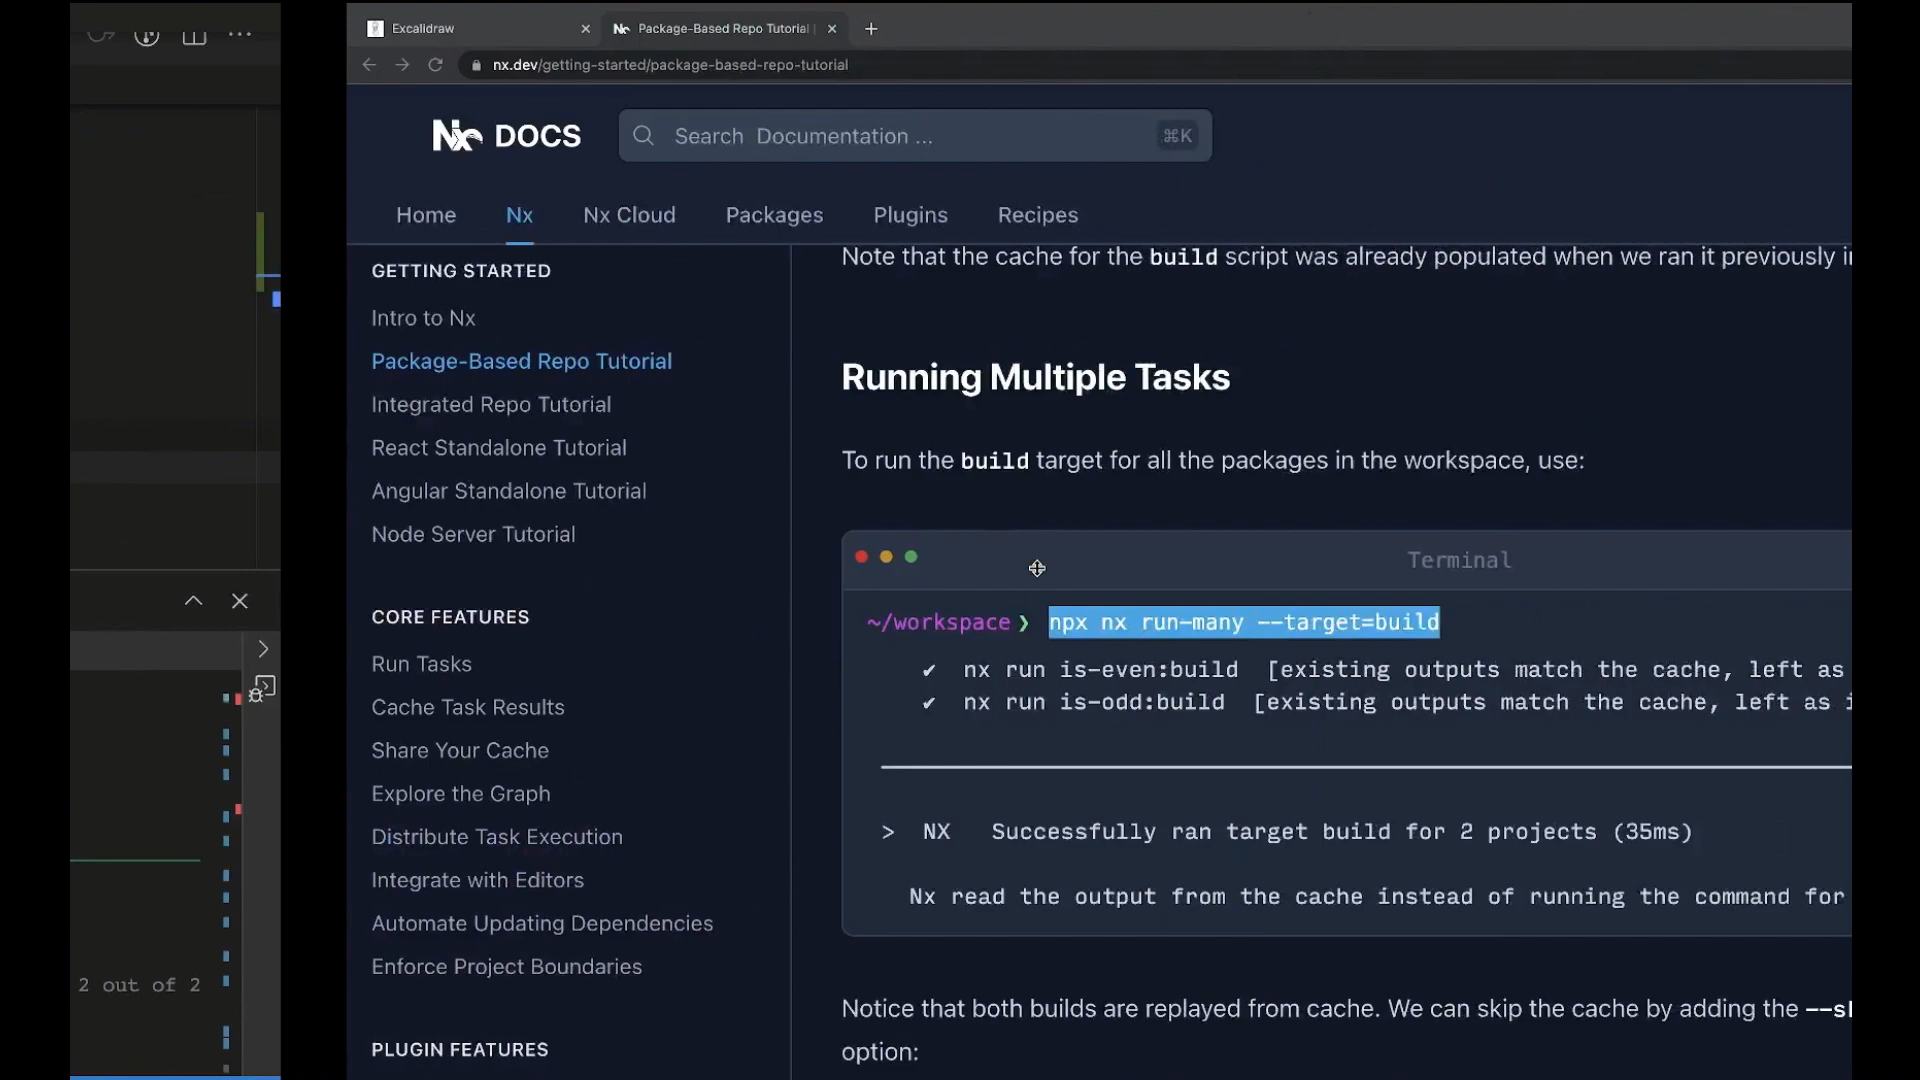 Excalidraw
Package-Based Repo Tutorial
nx.dev/getting-started/package-based-repo-tutorial
Nx DOCS
Search Documentation ...
⌘K
Home
Nx
Nx Cloud
Packages
Plugins
Recipes
GETTING STARTED
Intro to Nx
Package-Based Repo Tutorial
Integrated Repo Tutorial
React Standalone Tutorial
Angular Standalone Tutorial
Node Server Tutorial
CORE FEATURES
Run Tasks
Cache Task Results
Share Your Cache
Explore the Graph
Distribute Task Execution
Integrate with Editors
Automate Updating Dependencies
Enforce Project Boundaries
PLUGIN FEATURES
Note that the cache for the build script was already populated when we ran it previously
Running Multiple Tasks
To run the build target for all the packages in the workspace, use:
Terminal
~/workspace ❯ npx nx run-many --target=build
✔ nx run is-even:build [existing outputs match the cache, left as
✔ nx run is-odd:build [existing outputs match the cache, left as
> NX Successfully ran target build for 2 projects (35ms)
Nx read the output from the cache instead of running the command for
Notice that both builds are replayed from cache. We can skip the cache by adding the
option:
2 out of 2